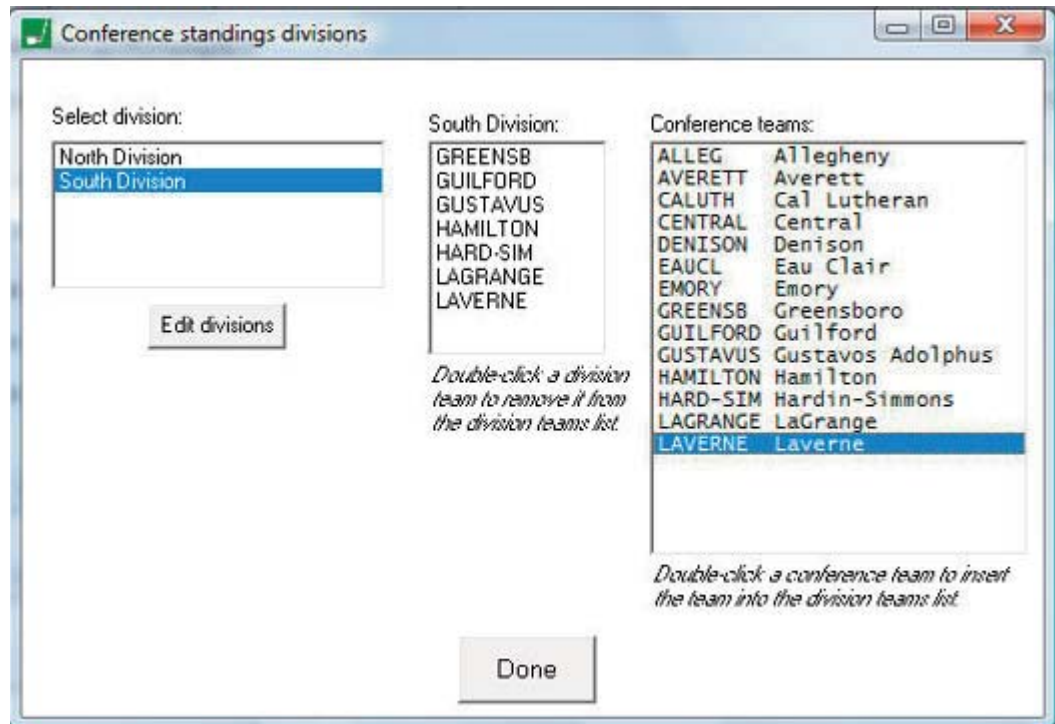 Conference standings divisions
Select division:
North Division
South Division
Edit divisions
South Division:
GREENSB
GUILFORD
GUSTAVUS
HAMILTON
HARD-SIM
LAGRANGE
LAVERNE
Double-click a division
team to remove it from
the division teams list.
Conference teams:
ALLEG Allegheny
AVERETT Averett
CALUTH Cal Lutheran
CENTRAL Central
DENISON Denison
EAUCL Eau Clair
EMORY Emory
GREENSB Greensboro
GUILFORD Guilford
GUSTAVUS Gustavos Adolphus
HAMILTON Hamilton
HARD-SIM Hardin-Simmons
LAGRANGE LaGrange
LAVERNE Laverne
Double-click a conference team to insert
the team into the division teams list.
Done